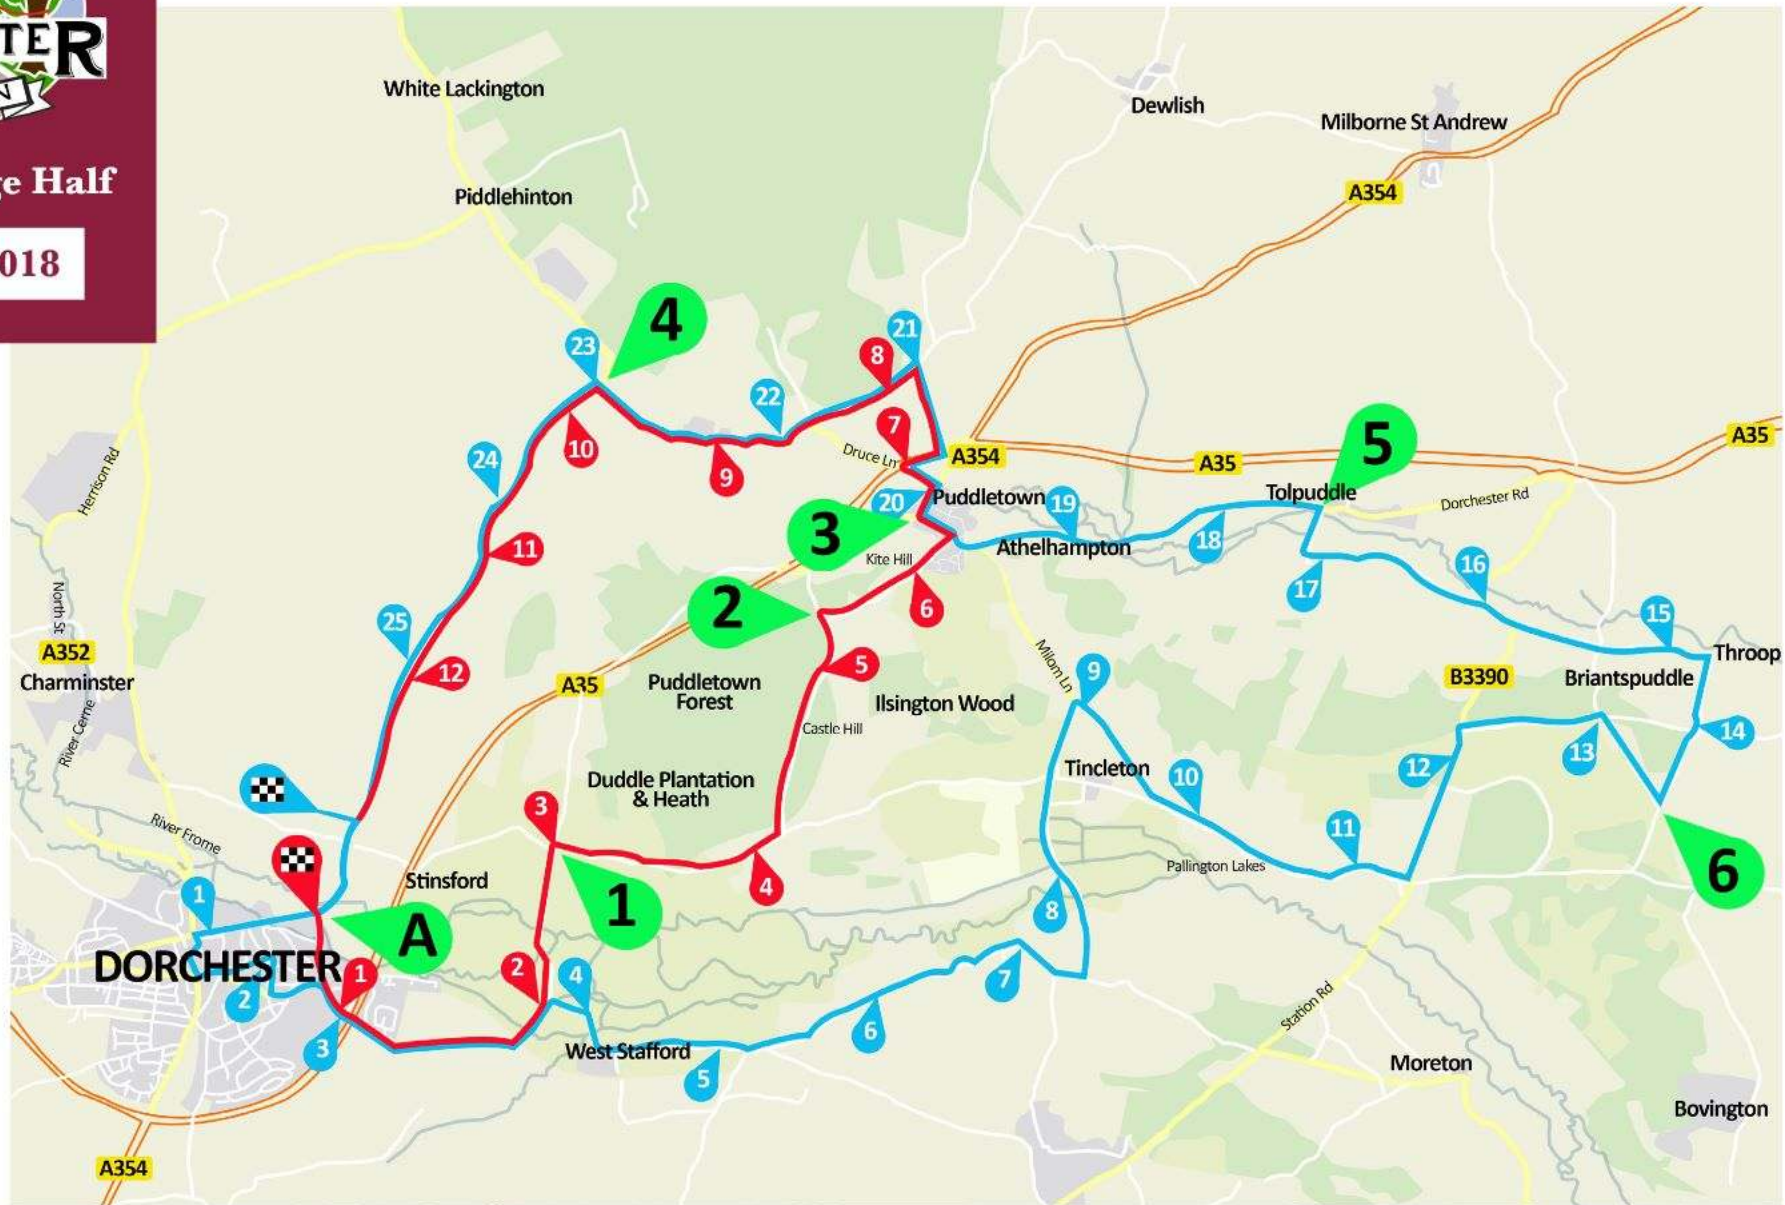 TER
N
ge Half
018
White Lackington
Dewlish
Milborne St Andrew
A354
Piddlehinton
4
23
21
8
22
7
10
9
24
Druce Ln
A354
A35
5
A35
Herrison Rd
20
Puddletown
19
Tolpuddle
Dorchester Rd
3
11
Kite Hill
Athelhampton
18
17
16
2
6
15
North St
25
A352
Charminster
12
5
A35
Puddletown
Forest
Ilsington Wood
Milom Ln
9
B3390
Briantspuddle
Throop
River Cerne
Castle Hill
14
13
12
Tincleton
10
Duddle Plantation
& Heath
3
River Frome
11
Pallington Lakes
Stinsford
4
1
6
1
8
A
DORCHESTER
1
2
4
7
2
3
6
Station Rd
West Stafford
5
Moreton
Bovington
A354